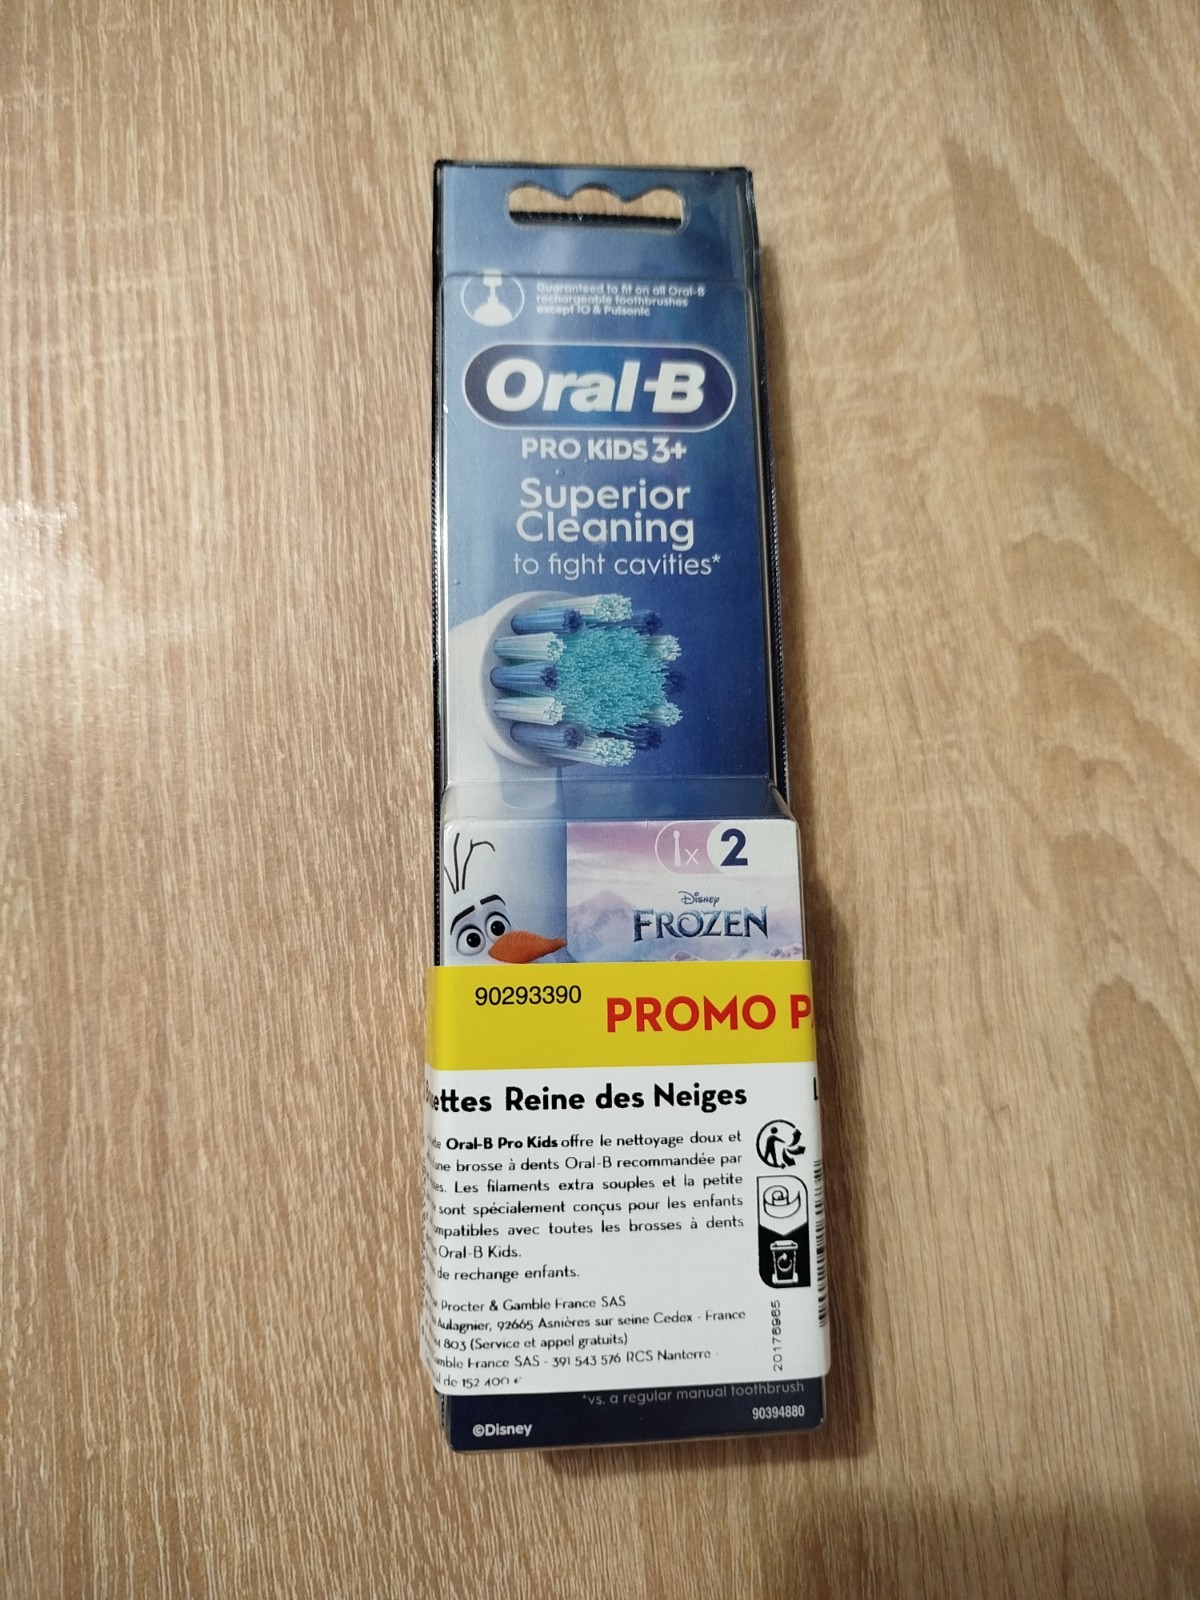 Guaranteed to fit on all Oral-B
rechargeable toothbrushes
except iO & Pulsonic
Oral-B
PRO KIDS 3+
Superior
Cleaning
to fight cavities*
1x 2
Disney
FROZEN
90293390
PROMO P
ettes Reine des Neiges
Oral-B Pro Kids offre le nettoyage doux et
une brosse à dents Oral-B recommandée par
es. Les filaments extra souples et la petite
sont spécialement conçus pour les enfants
mpatibles avec toutes les brosses à dents
Oral-B Kids.
de rechange enfants.
Procter & Gamble France SAS
Aulagnier, 92665 Asnières sur seine Cedex - France
803 (Service et appel gratuits)
mble France SAS - 391 543 576 RCS Nanterre -
de 152 400 €
20176965
*vs. a regular manual toothbrush
90394880
©Disney